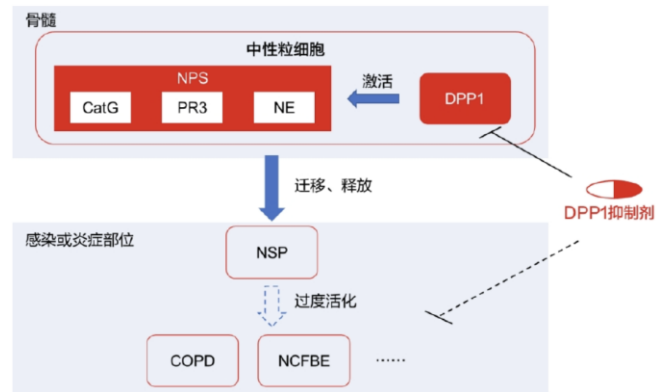 骨髓
中性粒细胞
NPS
CatG
PR3
NE
激活
DPP1
迁移、释放
DPP1抑制剂
感染或炎症部位
NSP
过度活化
COPD
NCFBE
……